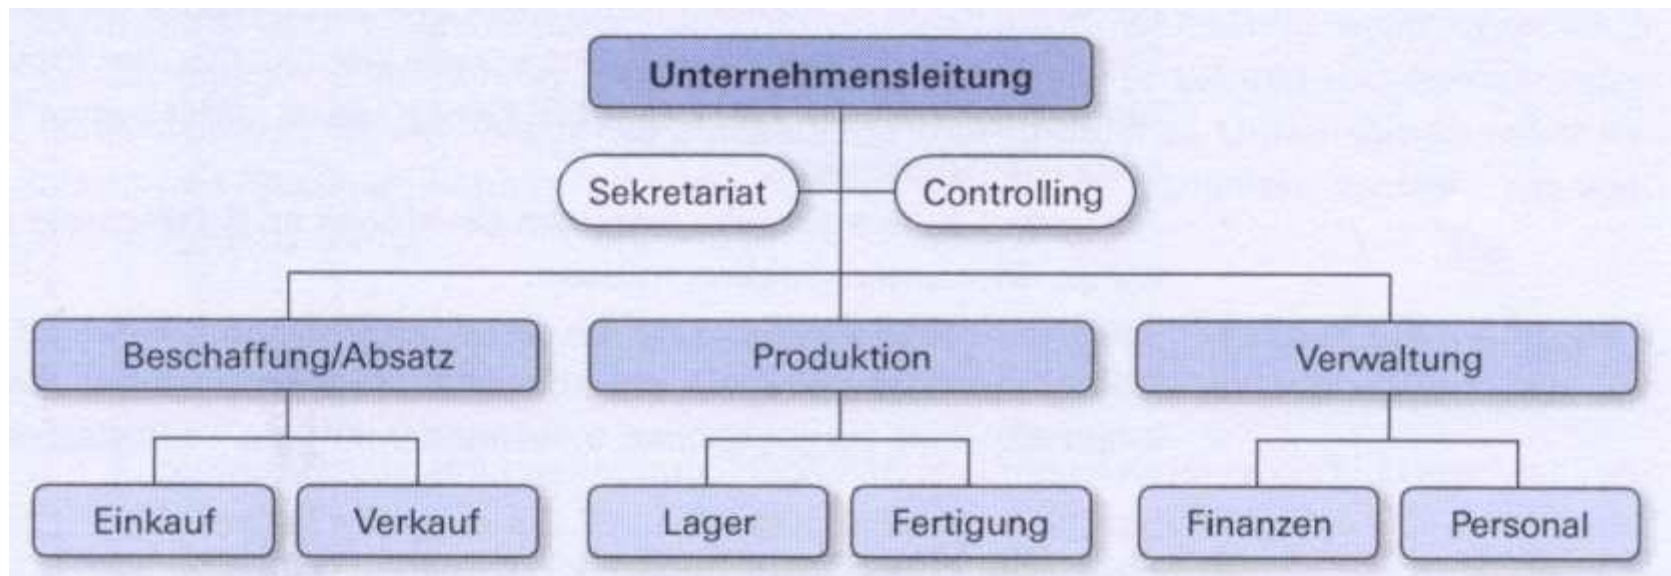 Unternehmensleitung
Sekretariat
Controlling
Beschaffung/Absatz
Produktion
Verwaltung
Einkauf
Verkauf
Lager
Fertigung
Finanzen
Personal